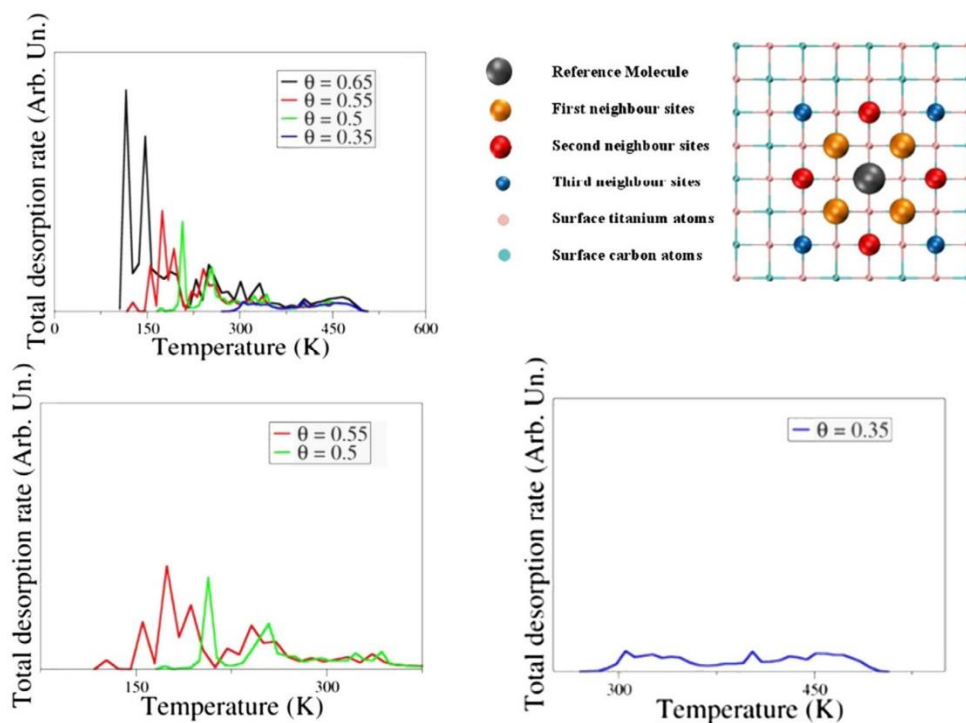 Total desorption rate (Arb. Un.)
θ = 0.65
θ = 0.55
θ = 0.5
θ = 0.35
0 150 300 450 600
Temperature (K)
Reference Molecule
First neighbour sites
Second neighbour sites
Third neighbour sites
Surface titanium atoms
Surface carbon atoms
Total desorption rate (Arb. Un.)
θ = 0.55
θ = 0.5
150 300
Temperature (K)
Total desorption rate (Arb. Un.)
θ = 0.35
300 450
Temperature (K)